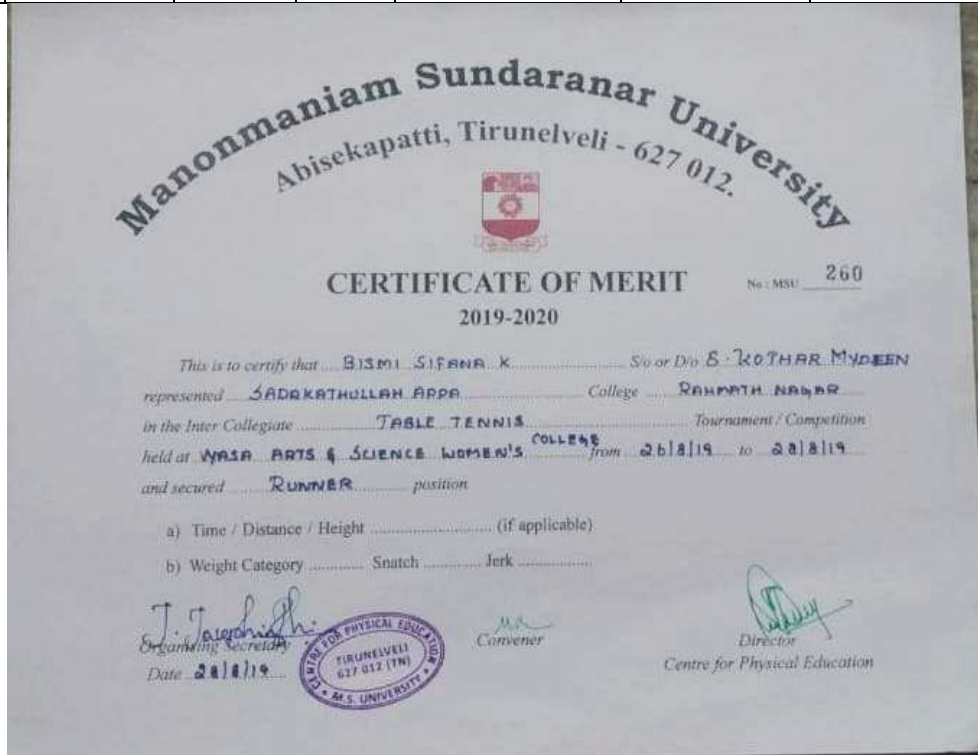 Manonmaniam Sundaranar University
Abisekapatti, Tirunelveli - 627 012.
CERTIFICATE OF MERIT
No : MSU 260
2019-2020
This is to certify that BISMI SIFANA K S/o or D/o S. KOTHAR MYDEEN
represented SADAKATHULLAH APPA College RAHMATH NAGAR
in the Inter Collegiate TABLE TENNIS Tournament / Competition
held at VYASA ARTS & SCIENCE WOMEN'S COLLEGE from 26/8/19 to 28/8/19
and secured RUNNER position
a) Time / Distance / Height (if applicable)
b) Weight Category Snatch Jerk
Organising Secretary
Convener
Director
Date 28/8/19
Centre for Physical Education
CENTRE FOR PHYSICAL EDUCATION
TIRUNELVELI
627 012 (TN)
M.S. UNIVERSITY